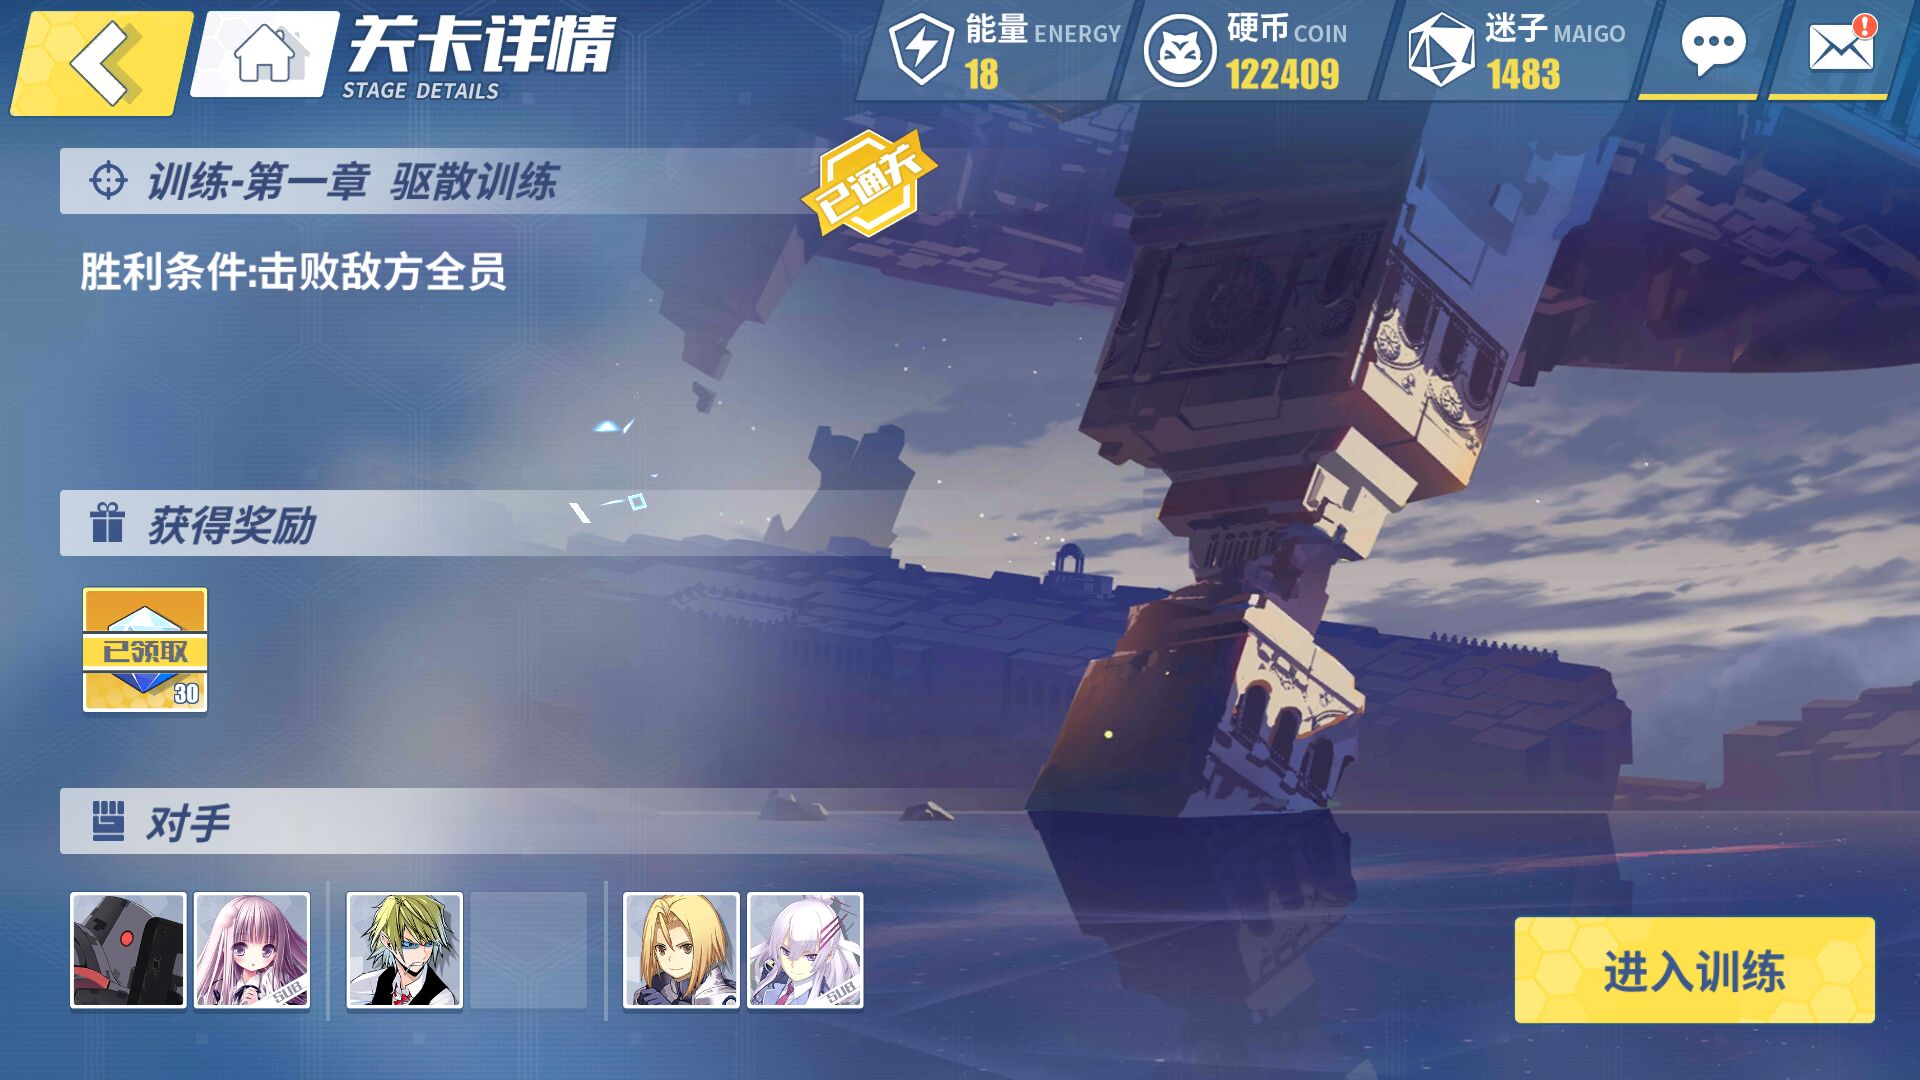 关卡详情
STAGE DETAILS
能量 ENERGY
18
硬币 COIN
122409
迷子 MAIGO
1483
训练-第一章 驱散训练
已通关
胜利条件:击败敌方全员
获得奖励
已领取
30
对手
SUB
SUB
进入训练